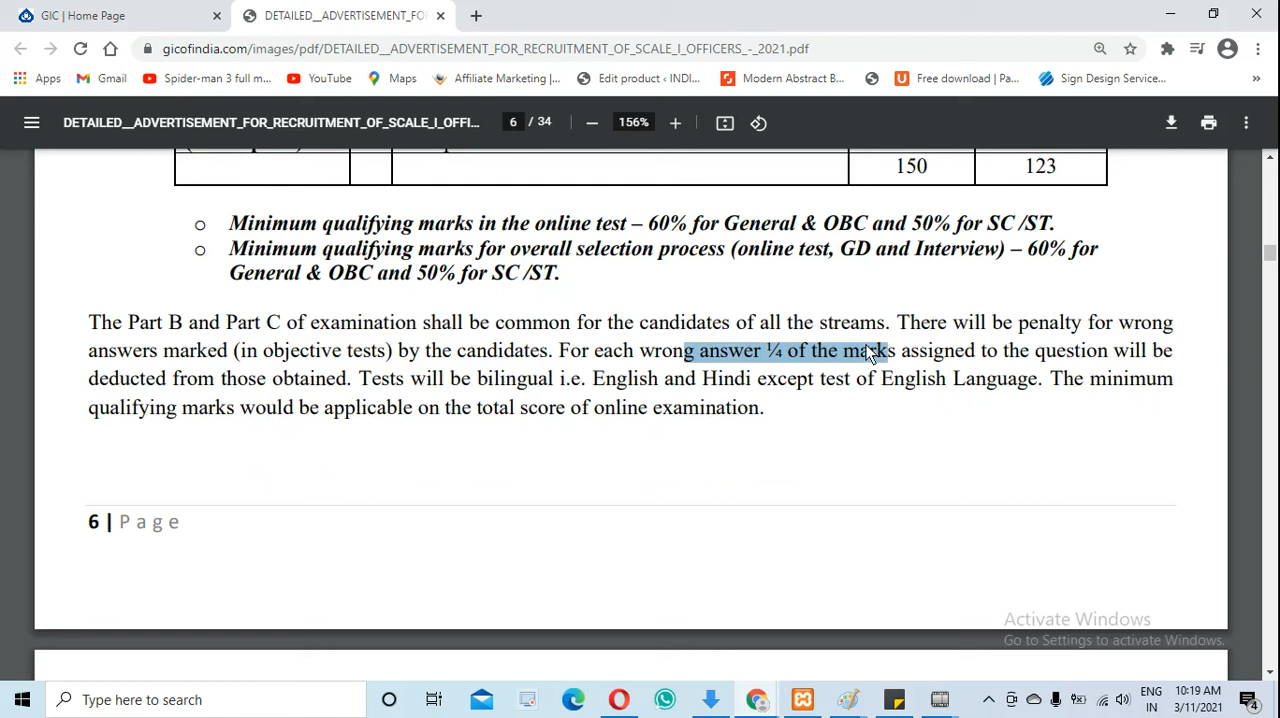 GIC | Home Page
DETAILED__ADVERTISEMENT_FO
gicofindia.com/images/pdf/DETAILED__ADVERTISEMENT_FOR_RECRUITMENT_OF_SCALE_I_OFFICERS_-_2021.pdf
Apps Gmail Spider-man 3 full m... YouTube Maps Affiliate Marketing |... Edit product ‹ INDI... Modern Abstract B... Free download | Pa... Sign Design Service... »
DETAILED__ADVERTISEMENT_FOR_RECRUITMENT_OF_SCALE_I_OFFI... 6 / 34 156%
150 123
o Minimum qualifying marks in the online test – 60% for General & OBC and 50% for SC /ST.
o Minimum qualifying marks for overall selection process (online test, GD and Interview) – 60% for
General & OBC and 50% for SC /ST.
The Part B and Part C of examination shall be common for the candidates of all the streams. There will be penalty for wrong
answers marked (in objective tests) by the candidates. For each wrong answer ¼ of the marks assigned to the question will be
deducted from those obtained. Tests will be bilingual i.e. English and Hindi except test of English Language. The minimum
qualifying marks would be applicable on the total score of online examination.
6 | P a g e
Activate Windows
Go to Settings to activate Windows.
Type here to search
ENG
IN
10:19 AM
3/11/2021
4